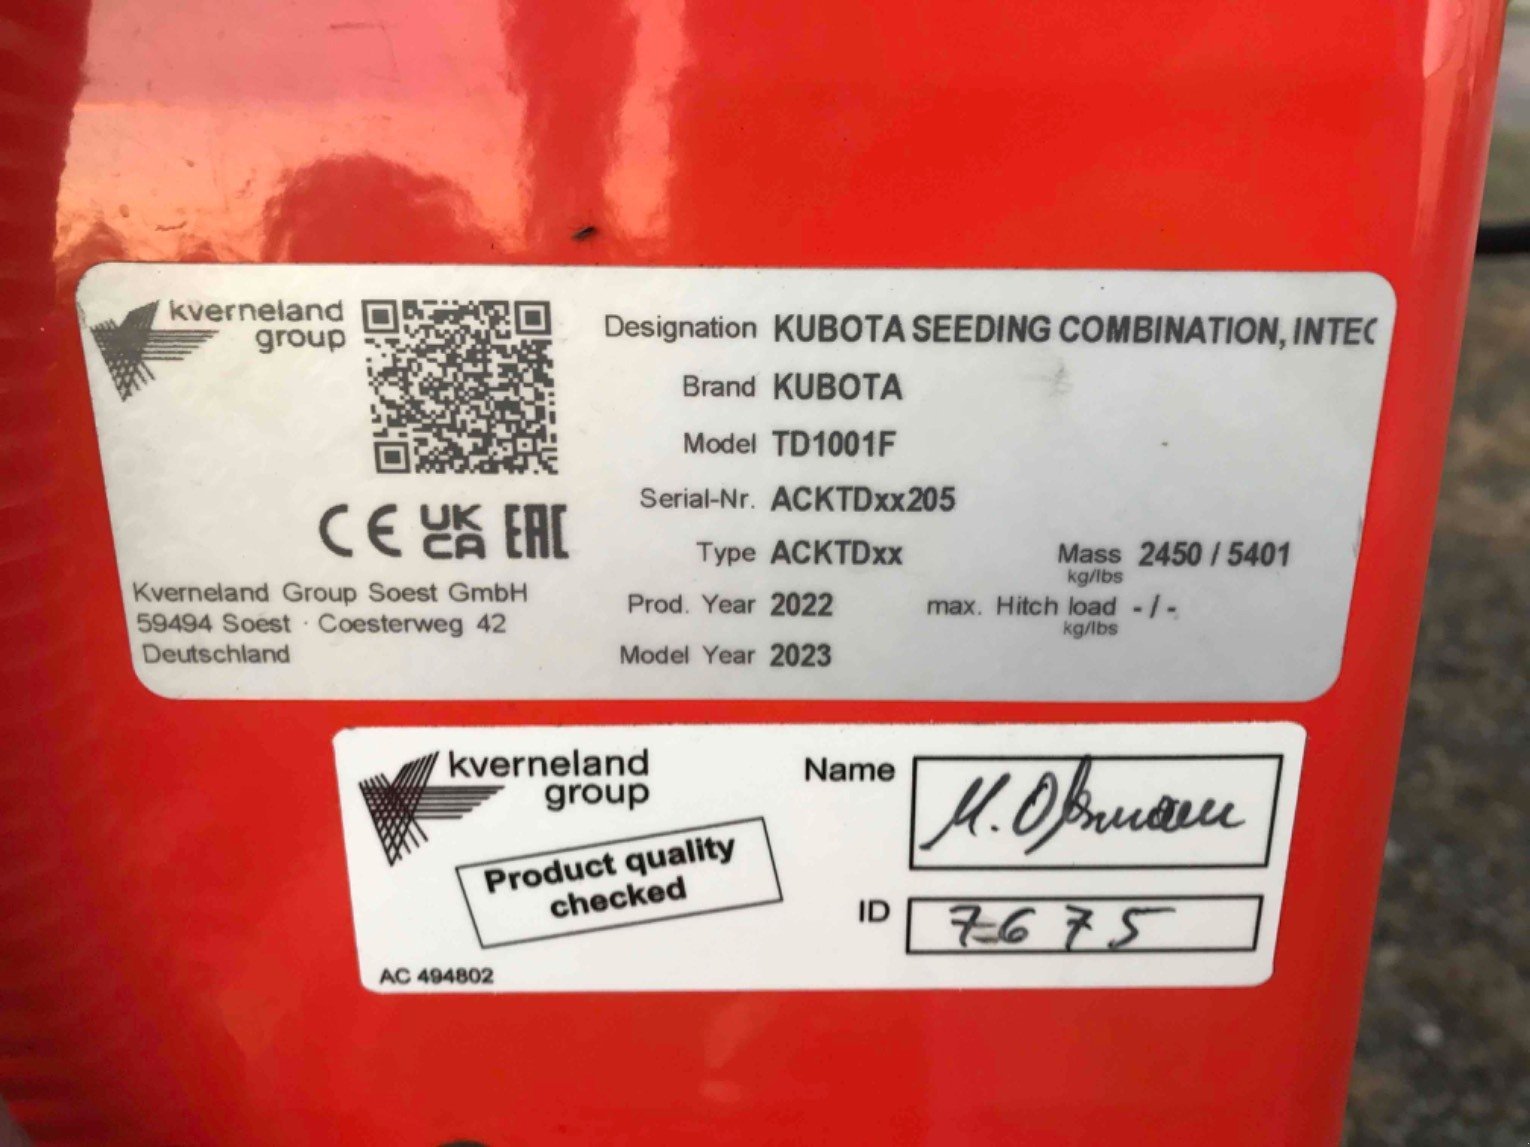 kverneland
group
Designation KUBOTA SEEDING COMBINATION, INTEC
Brand KUBOTA
Model TD1001F
Serial-Nr. ACKTDxx205
Type ACKTDxx
Mass 2450 / 5401
kg/lbs
Prod. Year 2022
max. Hitch load - / -
kg/lbs
Model Year 2023
CE UK
CA EAC
Kverneland Group Soest GmbH
59494 Soest · Coesterweg 42
Deutschland
kverneland
group
Product quality
checked
AC 494802
Name M.
ID 7675